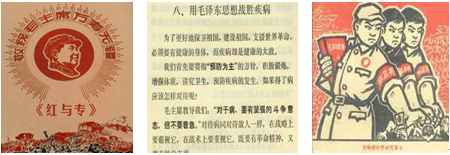 敬祝毛主席万寿无疆
《红与专》
八、用毛泽东思想战胜疾病
为了更好地保卫祖国，建设祖国，支援世界革命，
必须要有健康的身体，而疾病却是健康的大敌。
我们首先要“预防为主”的方针，积极锻炼，
增强体质，讲究卫生，预防疾病的发生。如果得了病
应该怎样对待呢？
毛主席教导我们：“对于病，要有坚强的斗争意
志，但不要着急。”对待病同对待敌人一样，在战略上
要藐视它，在战术上要重视它，既要有革命精神，又